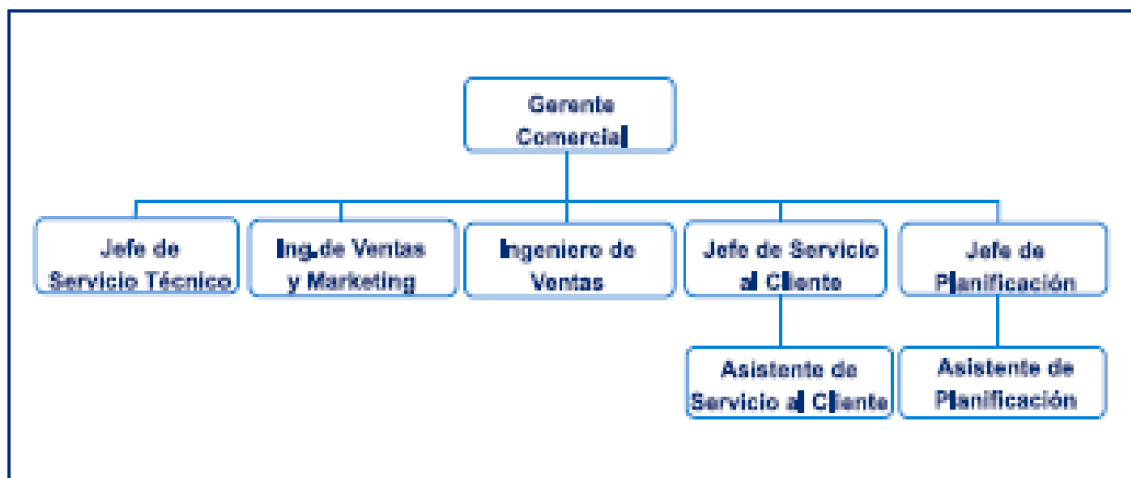 Gerente
Comercial
Jefe de
Servicio Técnico
Ing.de Ventas
y Marketing
Ingeniero de
Ventas
Jefe de Servicio
al Cliente
Jefe de
Planificación
Asistente de
Servicio al Cliente
Asistente de
Planificación